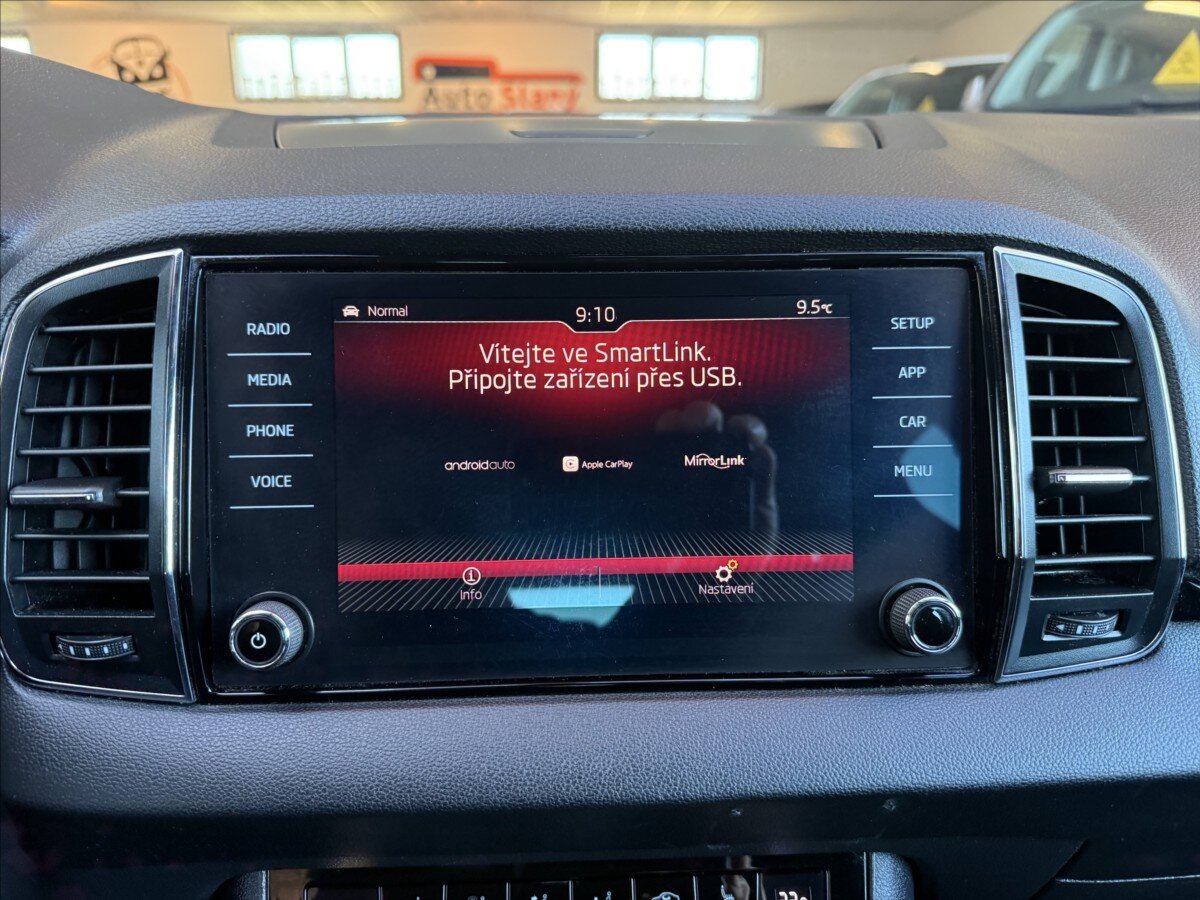 Auto Slaný
Normal
9:10
9.5°C
Vítejte ve SmartLink.
Připojte zařízení přes USB.
androidauto
Apple CarPlay
MirrorLink
Info
Nastavení
RADIO
MEDIA
PHONE
VOICE
SETUP
APP
CAR
MENU